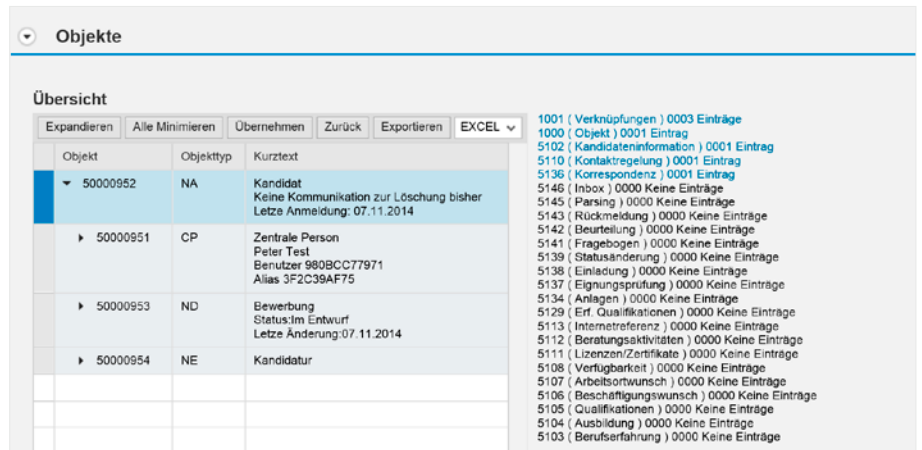 Objekte
Übersicht
Expandieren Alle Minimieren Übernehmen Zurück Exportieren EXCEL
Objekt Objekttyp Kurztext
50000952 NA Kandidat
Keine Kommunikation zur Löschung bisher
Letze Anmeldung: 07.11.2014
50000951 CP Zentrale Person
Peter Test
Benutzer 980BCC77971
Alias 3F2C39AF75
50000953 ND Bewerbung
Status:Im Entwurf
Letze Änderung:07.11.2014
50000954 NE Kandidatur
1001 ( Verknüpfungen ) 0003 Einträge
1000 ( Objekt ) 0001 Eintrag
5102 ( Kandidateninformation ) 0001 Eintrag
5110 ( Kontaktregelung ) 0001 Eintrag
5136 ( Korrespondenz ) 0001 Eintrag
5146 ( Inbox ) 0000 Keine Einträge
5145 ( Parsing ) 0000 Keine Einträge
5143 ( Rückmeldung ) 0000 Keine Einträge
5142 ( Beurteilung ) 0000 Keine Einträge
5141 ( Fragebogen ) 0000 Keine Einträge
5139 ( Statusänderung ) 0000 Keine Einträge
5138 ( Einladung ) 0000 Keine Einträge
5137 ( Eignungsprüfung ) 0000 Keine Einträge
5134 ( Anlagen ) 0000 Keine Einträge
5129 ( Erf. Qualifikationen ) 0000 Keine Einträge
5113 ( Internetreferenz ) 0000 Keine Einträge
5112 ( Beratungsaktivitäten ) 0000 Keine Einträge
5111 ( Lizenzen/Zertifikate ) 0000 Keine Einträge
5108 ( Verfügbarkeit ) 0000 Keine Einträge
5107 ( Arbeitsortwunsch ) 0000 Keine Einträge
5106 ( Beschäftigungswunsch ) 0000 Keine Einträge
5105 ( Qualifikationen ) 0000 Keine Einträge
5104 ( Ausbildung ) 0000 Keine Einträge
5103 ( Berufserfahrung ) 0000 Keine Einträge